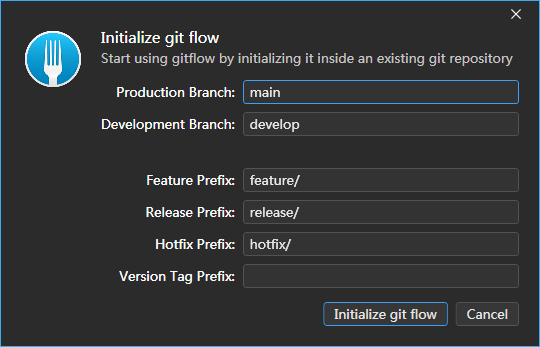 Initialize git flow
Start using gitflow by initializing it inside an existing git repository
Production Branch: main
Development Branch: develop
Feature Prefix: feature/
Release Prefix: release/
Hotfix Prefix: hotfix/
Version Tag Prefix:
Initialize git flow Cancel